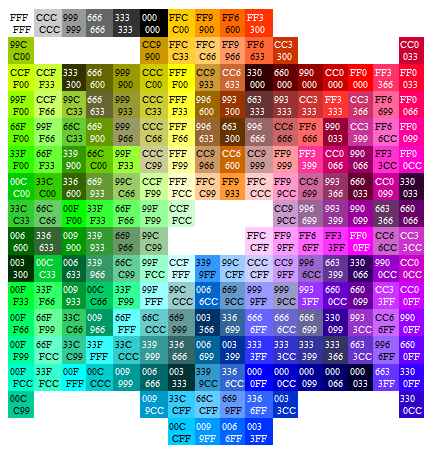 FFF CCC 999 666 333 000 FFC FF9 FF6 FF3
FFF CCC 999 666 333 000 C00 900 600 300
99C CC9 FFC FFC FF9 FF6 CC3 CC0
C00 900 C33 C66 966 633 300 033
CCF CCF 333 666 999 CCC FFF CC9 CC6 330 660 990 CC0 FF0 FF3 FF0
F00 F33 300 600 900 C00 F00 933 633 000 000 000 000 000 366 033
99F CCF 99C 666 999 CCC FFF 996 993 663 993 CC3 FF3 CC3 FF6 FF0
F00 F66 C33 633 933 C33 F33 600 300 333 333 333 333 366 699 066
66F 99F 66C 669 999 CCC FFF 996 663 996 CC6 FF6 990 CC3 FF6 FF0
F00 F66 C33 900 966 C66 F66 633 300 666 666 666 033 399 6CC 099
33F 66F 339 66C 99F CCC FFF CC9 CC6 CC9 FF9 FF3 CC0 990 FF3 FF0
F00 F33 900 C00 F33 C99 F99 C66 600 999 999 399 066 066 3CC 0CC
00C 33C 336 669 99C CCF FFF FFC FF9 FFC FF9 CC6 993 660 CC0 330
C00 C00 600 933 C66 F99 FCC C99 933 CCC 9CC 699 366 033 099 033
33C 66C 00F 33F 66F 99F CCF CC9 996 993 990 663 660
C33 C66 F00 F33 F66 F99 FCC 9CC 699 399 099 366 066
006 336 009 339 669 99C FFC FF9 FF6 FF3 FF0 CC6 CC3
600 633 900 933 966 C99 CFF 9FF 6FF 3FF 0FF 6CC 3CC
003 00C 006 339 66C 99F CCF 339 99C CCC CC9 996 663 330 990 CC0
300 C33 633 966 C99 FCC FFF 9FF CFF CFF 9FF 6CC 399 066 0CC 0CC
00F 33F 009 00C 33F 99F 99C 006 669 999 999 993 660 660 CC3 CC0
F33 F66 933 C66 F99 FFF CCC 6CC 9CC 9FF 9CC 3FF 0CC 099 3FF 0FF
00F 66F 33C 009 66F 66C 669 003 336 666 666 666 330 993 CC6 990
F66 F99 C66 966 FFF CCC 999 366 699 6FF 6CC 699 099 3CC 6FF 0FF
00F 66F 33C 33F 33C 339 336 006 003 333 333 333 333 663 996 660
F99 FCC C99 FFF CCC 999 666 699 399 3FF 3CC 399 366 3CC 6FF 0FF
00F 33F 00F 00C 009 006 003 339 336 000 000 000 000 000 663 330
FCC FCC FFF CCC 999 666 333 9CC 6CC 0FF 0CC 099 066 033 3FF 0FF
00C 009 33C 66C 669 336 003 330
C99 9CC CFF CFF 9FF 6FF 3CC 0CC
00C 009 006 003
CFF 9FF 6FF 3FF